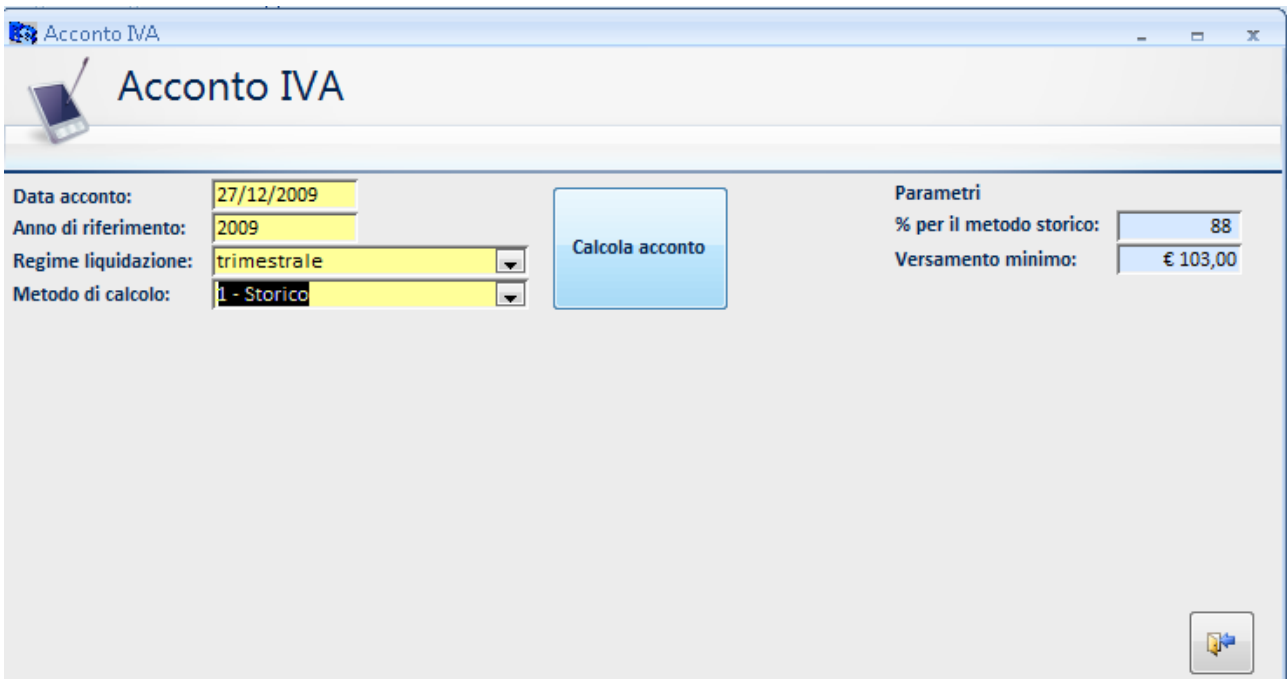 Acconto IVA
Acconto IVA
Data acconto: 27/12/2009
Anno di riferimento: 2009
Regime liquidazione: trimestrale
Metodo di calcolo: 1 - Storico
Calcola acconto
Parametri
% per il metodo storico: 88
Versamento minimo: € 103,00